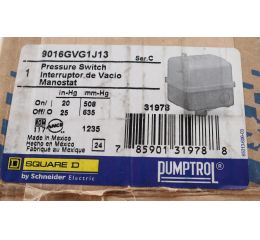 9016GVG1J13
Ser.C
1 Pressure Switch
Interruptor de Vacio
Manostat
in-Hg mm-Hg
On/ 20 508
Off/O 25 635
31978
117 1235
Made in Mexico
Hecho en Mexico
Fabriqué au Mexique
24
7 85901 31978 8
SQUARE D
by Schneider Electric
PUMPTROL